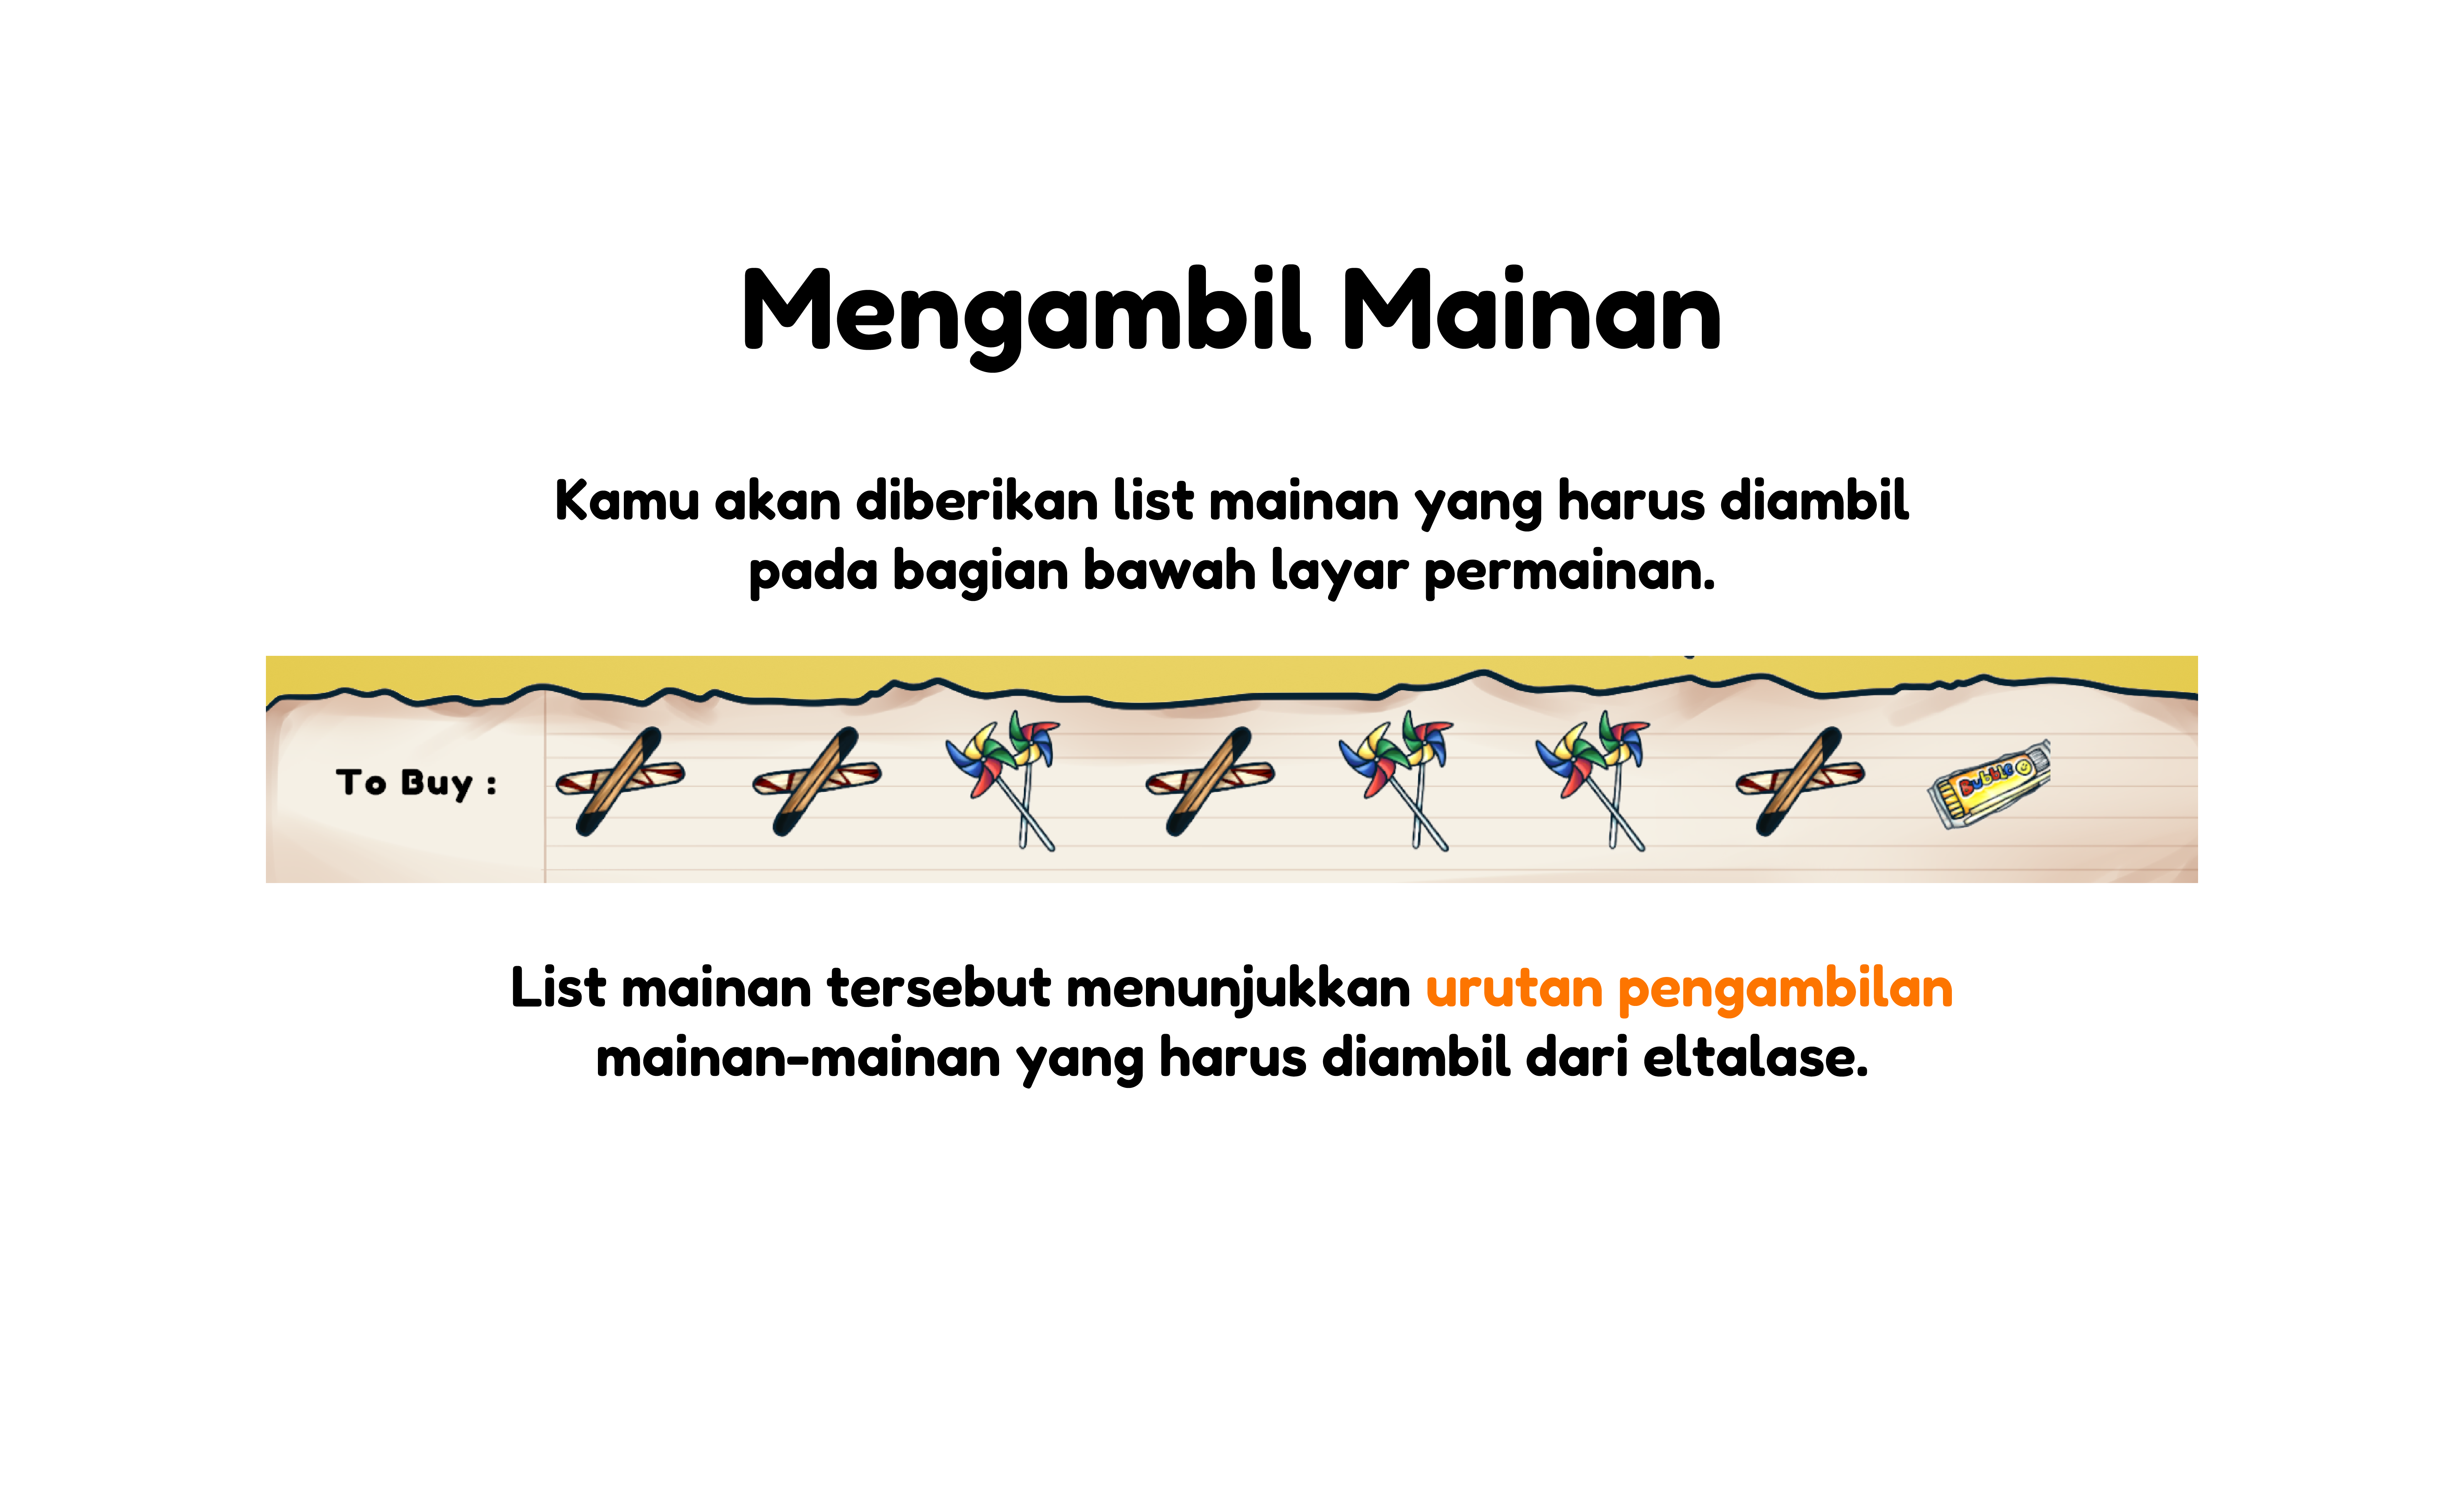 Mengambil Mainan
Kamu akan diberikan list mainan yang harus diambil
pada bagian bawah layar permainan.
To Buy :
Bubble
List mainan tersebut menunjukkan urutan pengambilan
mainan-mainan yang harus diambil dari eltalase.